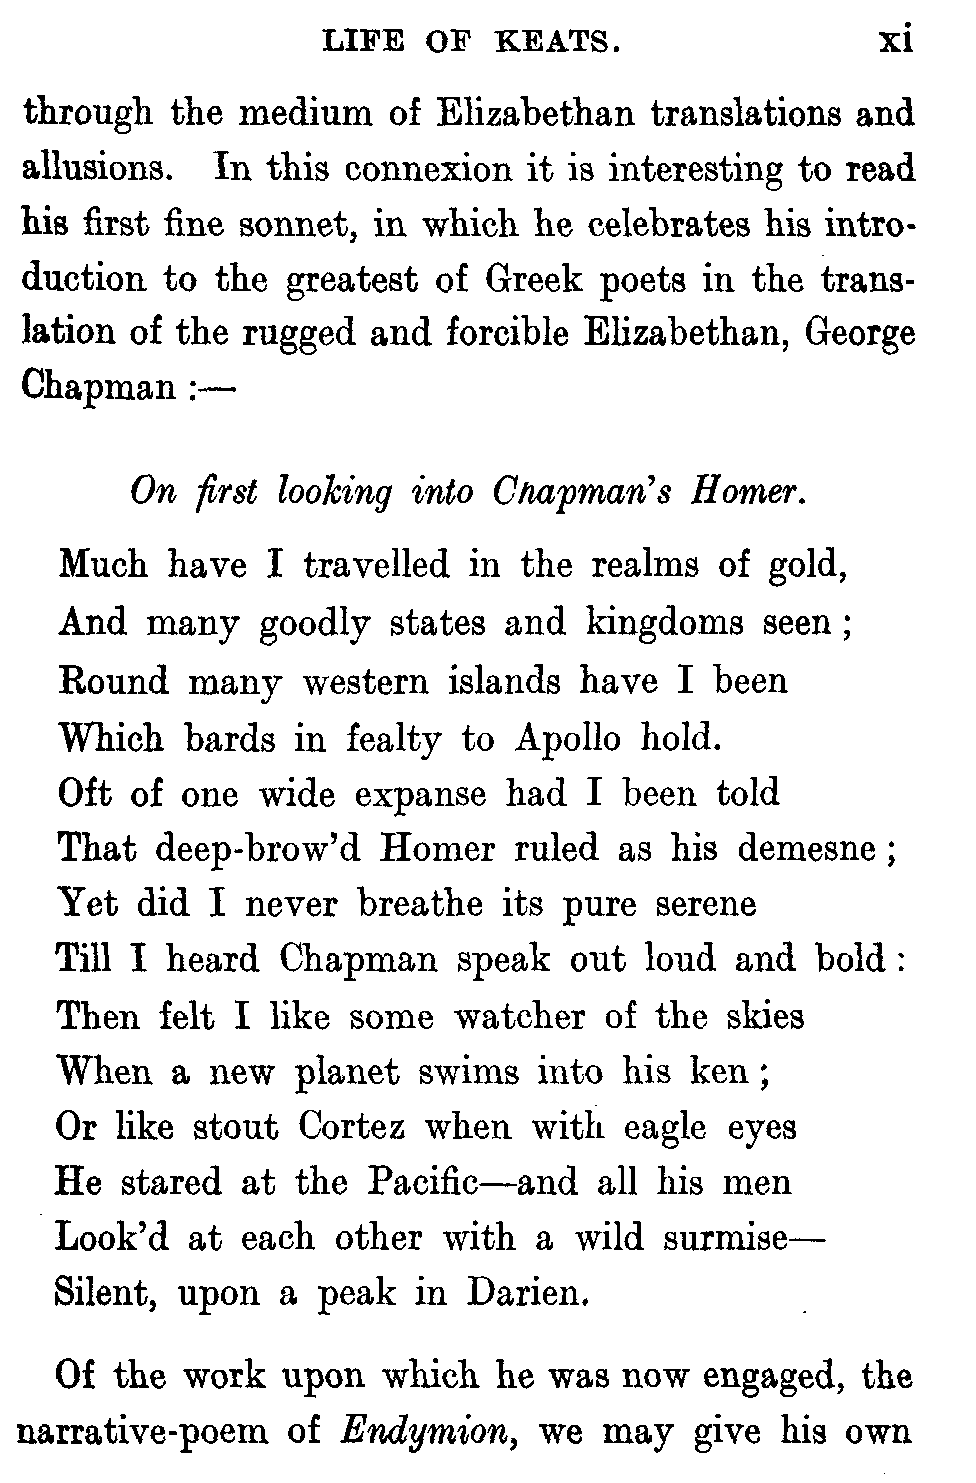 LIFE OF KEATS. xi
through the medium of Elizabethan translations and
allusions. In this connexion it is interesting to read
his first fine sonnet, in which he celebrates his intro-
duction to the greatest of Greek poets in the trans-
lation of the rugged and forcible Elizabethan, George
Chapman :—
On first looking into Chapman's Homer.
Much have I travelled in the realms of gold,
And many goodly states and kingdoms seen ;
Round many western islands have I been
Which bards in fealty to Apollo hold.
Oft of one wide expanse had I been told
That deep-brow'd Homer ruled as his demesne ;
Yet did I never breathe its pure serene
Till I heard Chapman speak out loud and bold :
Then felt I like some watcher of the skies
When a new planet swims into his ken ;
Or like stout Cortez when with eagle eyes
He stared at the Pacific—and all his men
Look'd at each other with a wild surmise—
Silent, upon a peak in Darien.
Of the work upon which he was now engaged, the
narrative-poem of Endymion, we may give his own